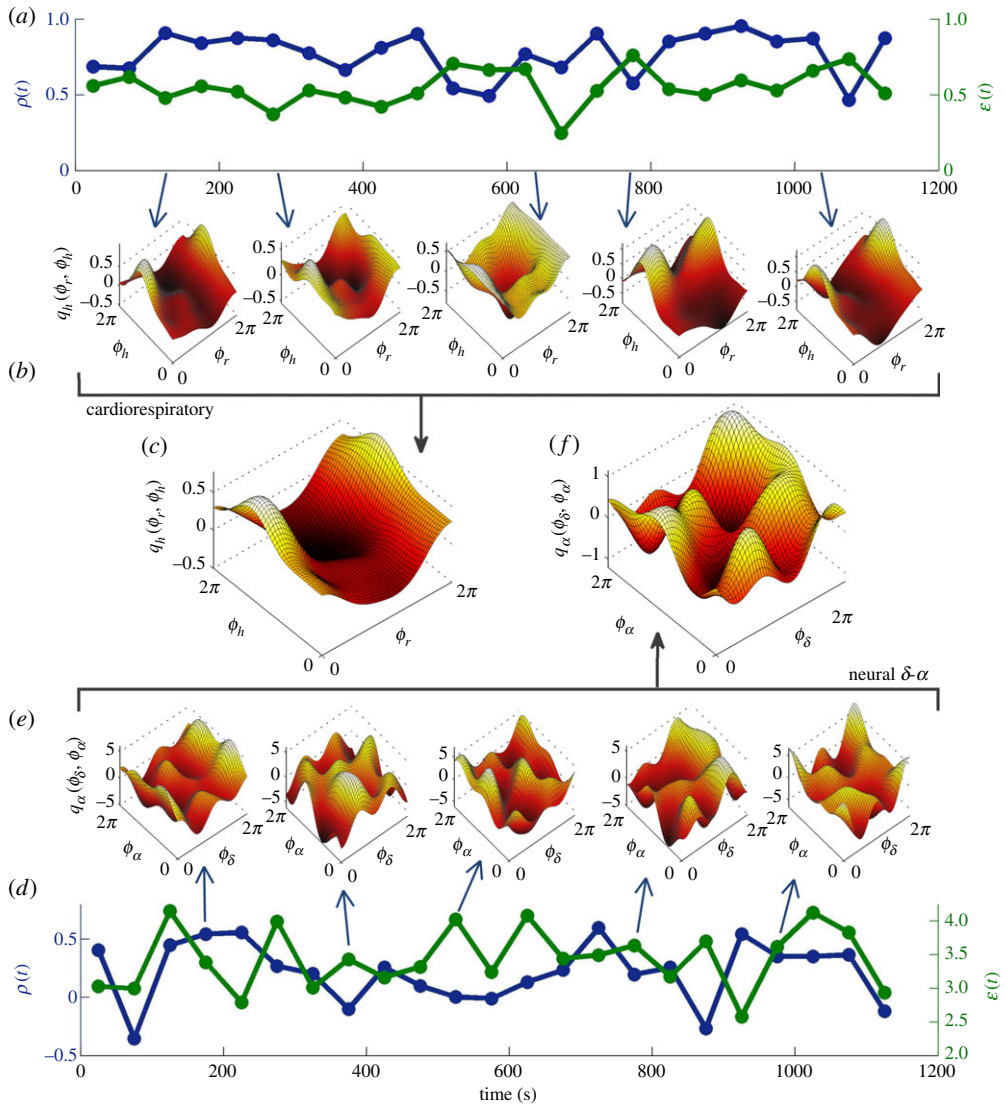 (a)
1.0
0.5
0
ρ(t)
1.0
0.5
0
ε(t)
0 200 400 600 800 1000 1200
q_h(ϕ_r, ϕ_h)
0.5
0
−0.5
2π
ϕ_h
0 0
ϕ_r
2π
0.5
0
−0.5
2π
ϕ_h
0 0
ϕ_r
2π
0.5
0
−0.5
2π
ϕ_h
0 0
ϕ_r
2π
0.5
0
−0.5
2π
ϕ_h
0 0
ϕ_r
2π
0.5
0
−0.5
2π
ϕ_h
0 0
ϕ_r
2π
(b)
cardiorespiratory
(c)
q_h(ϕ_r, ϕ_h)
0.5
0
−0.5
2π
ϕ_h
0 0
ϕ_r
2π
(f)
q_α(ϕ_δ, ϕ_α)
1
0
−1
2π
ϕ_α
0 0
ϕ_δ
2π
neural δ-α
(e)
q_α(ϕ_δ, ϕ_α)
5
0
−5
2π
ϕ_α
0 0
ϕ_δ
2π
5
0
−5
2π
ϕ_α
0 0
ϕ_δ
2π
5
0
−5
2π
ϕ_α
0 0
ϕ_δ
2π
5
0
−5
2π
ϕ_α
0 0
ϕ_δ
2π
5
0
−5
2π
ϕ_α
0 0
ϕ_δ
2π
(d)
0.5
0
−0.5
ρ(t)
4.0
3.5
3.0
2.5
2.0
ε(t)
0 200 400 600 800 1000 1200
time (s)